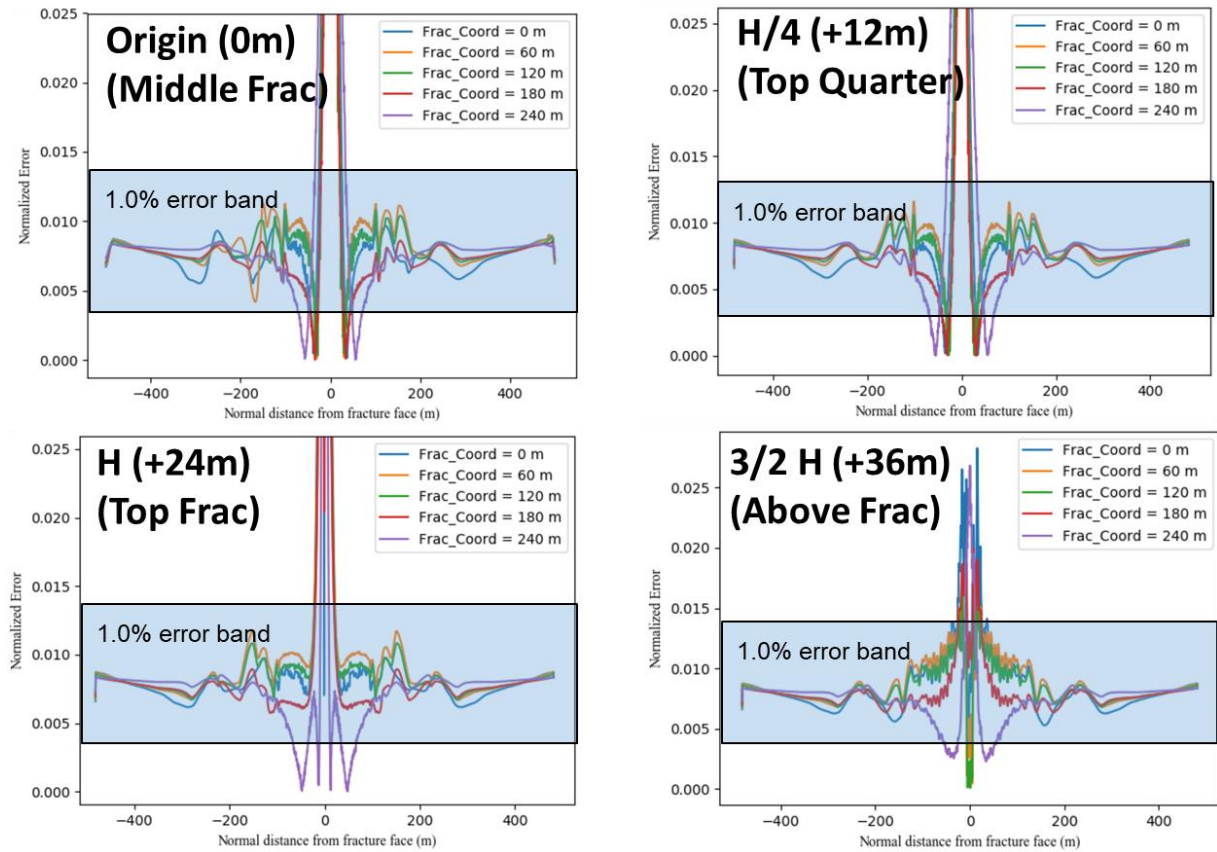 Origin (0m)
(Middle Frac)
Frac_Coord = 0 m
Frac_Coord = 60 m
Frac_Coord = 120 m
Frac_Coord = 180 m
Frac_Coord = 240 m
1.0% error band
Normalized Error
0.025
0.020
0.015
0.010
0.005
0.000
−400
−200
0
200
400
Normal distance from fracture face (m)
H/4 (+12m)
(Top Quarter)
Frac_Coord = 0 m
Frac_Coord = 60 m
Frac_Coord = 120 m
Frac_Coord = 180 m
Frac_Coord = 240 m
1.0% error band
Normalized Error
0.025
0.020
0.015
0.010
0.005
0.000
−400
−200
0
200
400
Normal distance from fracture face (m)
H (+24m)
(Top Frac)
Frac_Coord = 0 m
Frac_Coord = 60 m
Frac_Coord = 120 m
Frac_Coord = 180 m
Frac_Coord = 240 m
1.0% error band
Normalized Error
0.025
0.020
0.015
0.010
0.005
0.000
−400
−200
0
200
400
Normal distance from fracture face (m)
3/2 H (+36m)
(Above Frac)
Frac_Coord = 0 m
Frac_Coord = 60 m
Frac_Coord = 120 m
Frac_Coord = 180 m
Frac_Coord = 240 m
1.0% error band
Normalized Error
0.025
0.020
0.015
0.010
0.005
0.000
−400
−200
0
200
400
Normal distance from fracture face (m)